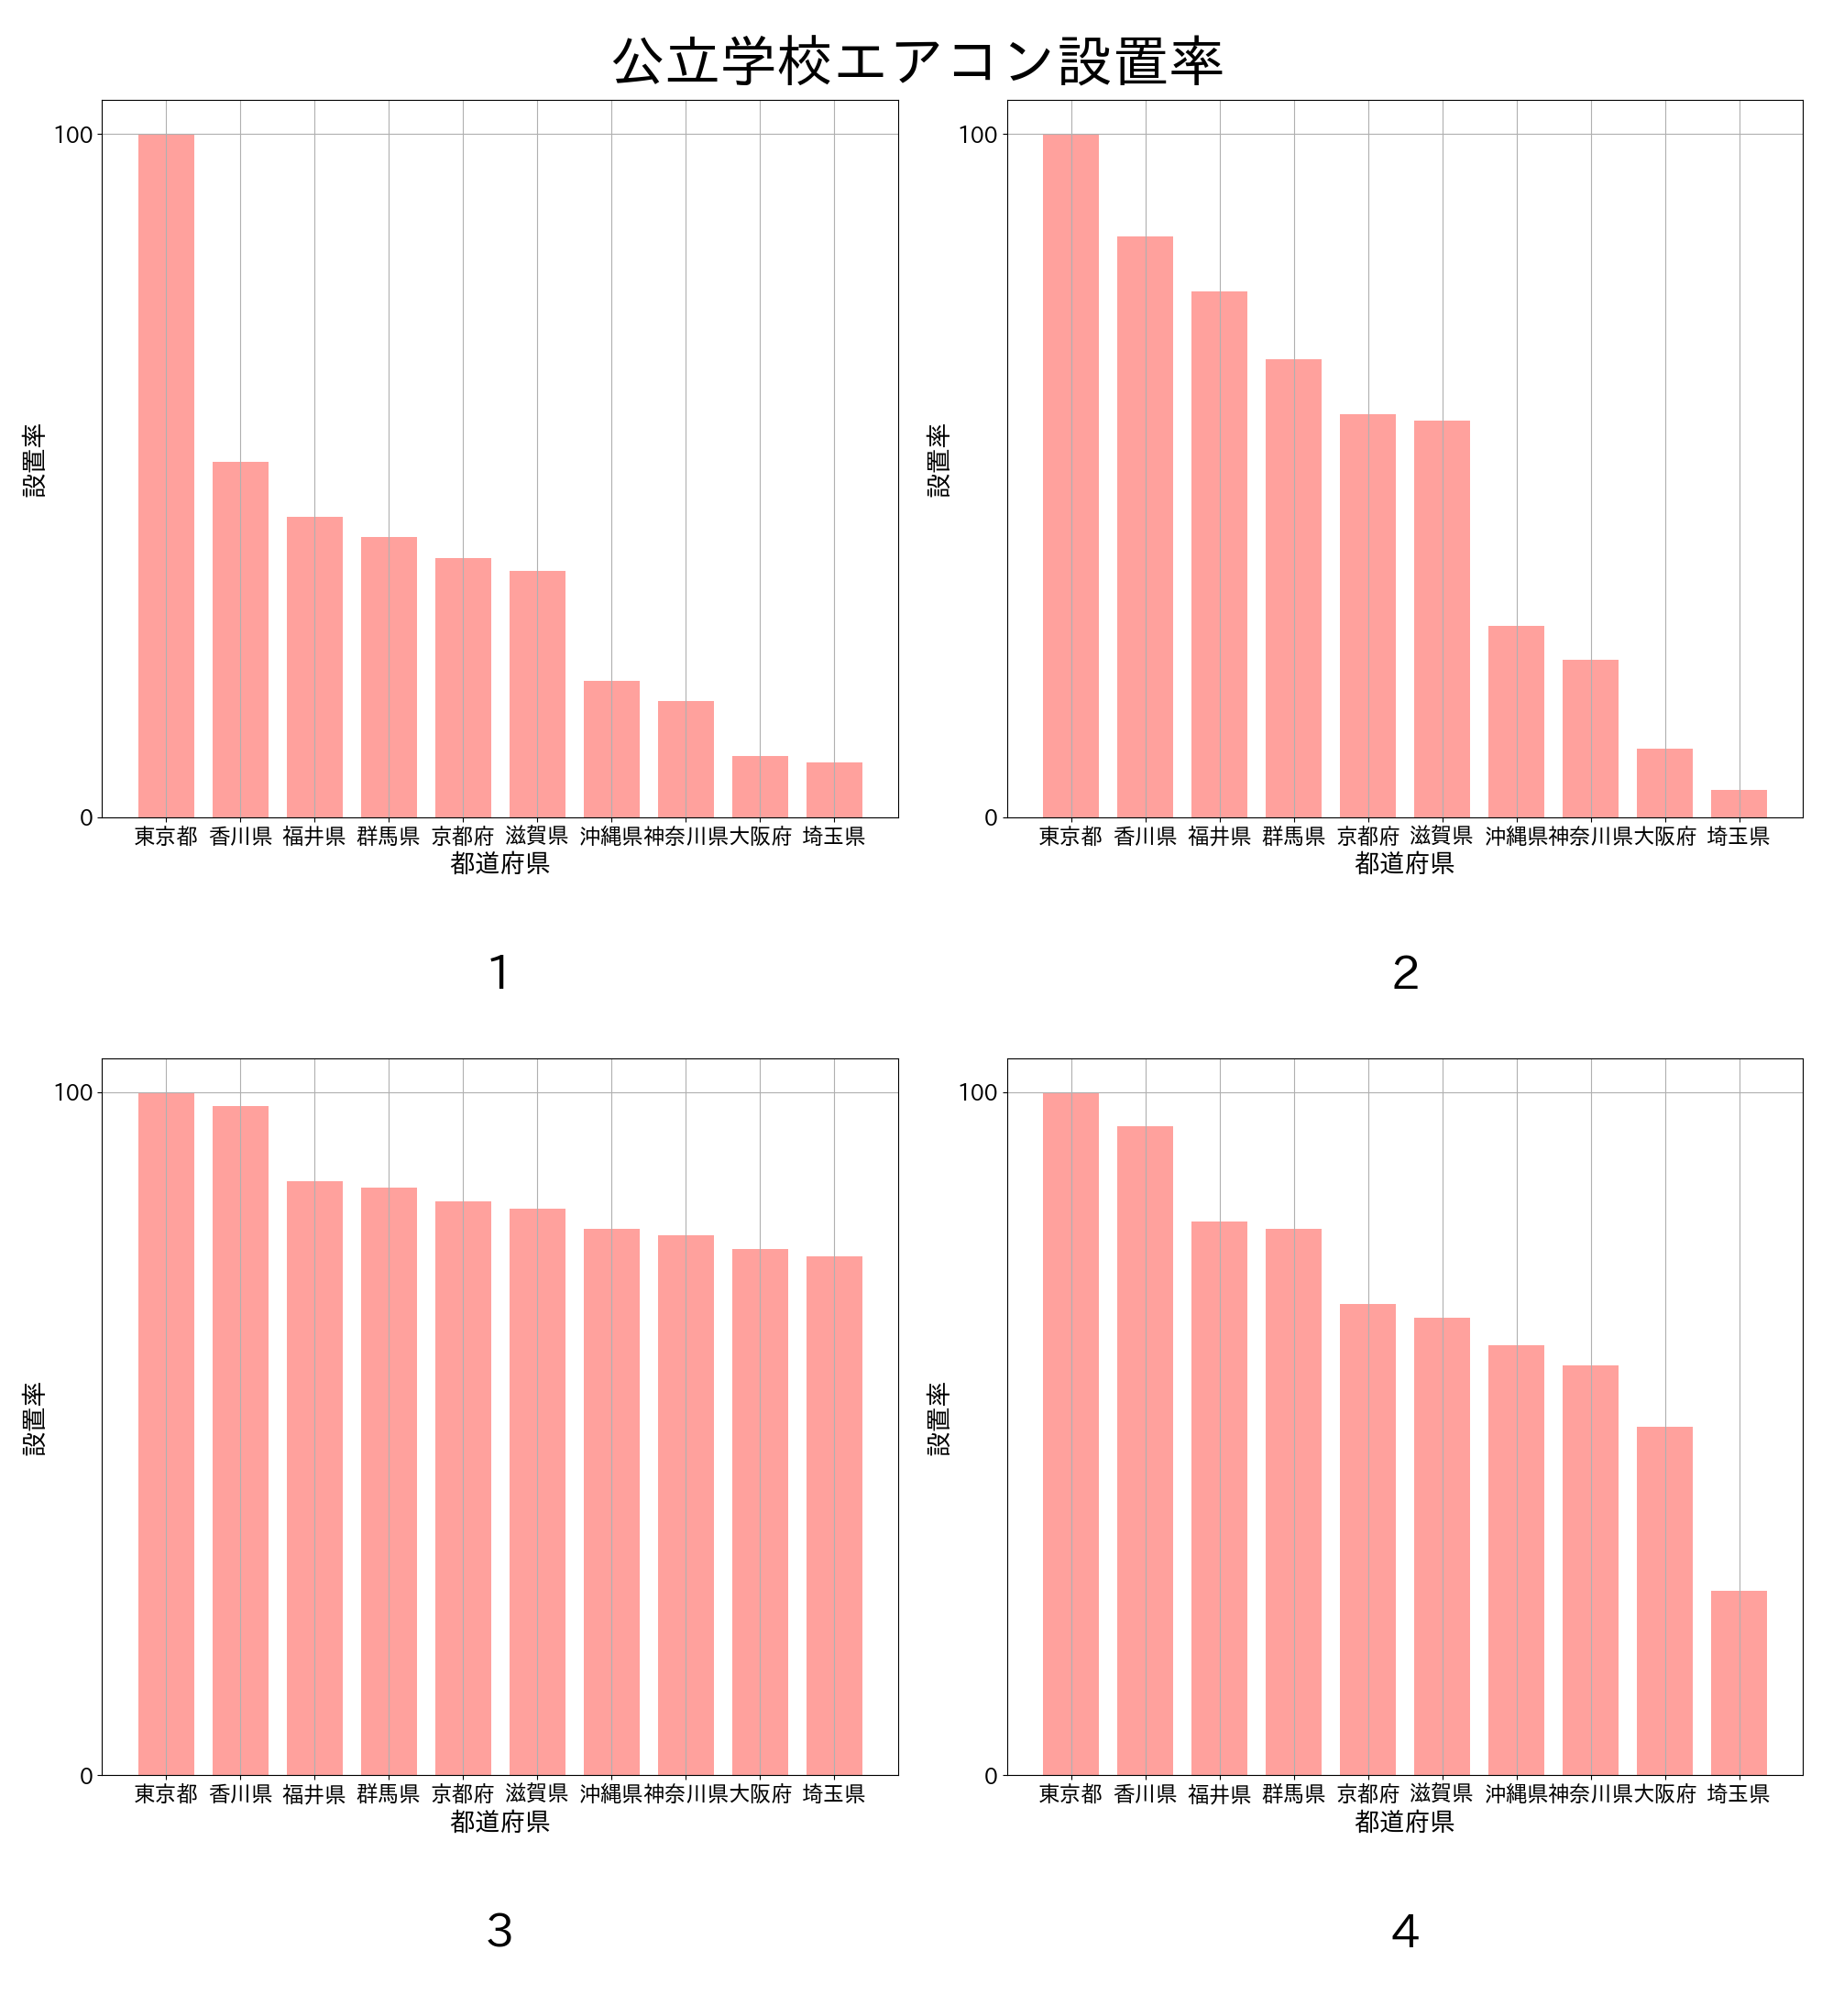 公立学校エアコン設置率
100
0
設置率
東京都 香川県 福井県 群馬県 京都府 滋賀県 沖縄県 神奈川県 大阪府 埼玉県
都道府県
1
100
0
設置率
東京都 香川県 福井県 群馬県 京都府 滋賀県 沖縄県 神奈川県 大阪府 埼玉県
都道府県
2
100
0
設置率
東京都 香川県 福井県 群馬県 京都府 滋賀県 沖縄県 神奈川県 大阪府 埼玉県
都道府県
3
100
0
設置率
東京都 香川県 福井県 群馬県 京都府 滋賀県 沖縄県 神奈川県 大阪府 埼玉県
都道府県
4